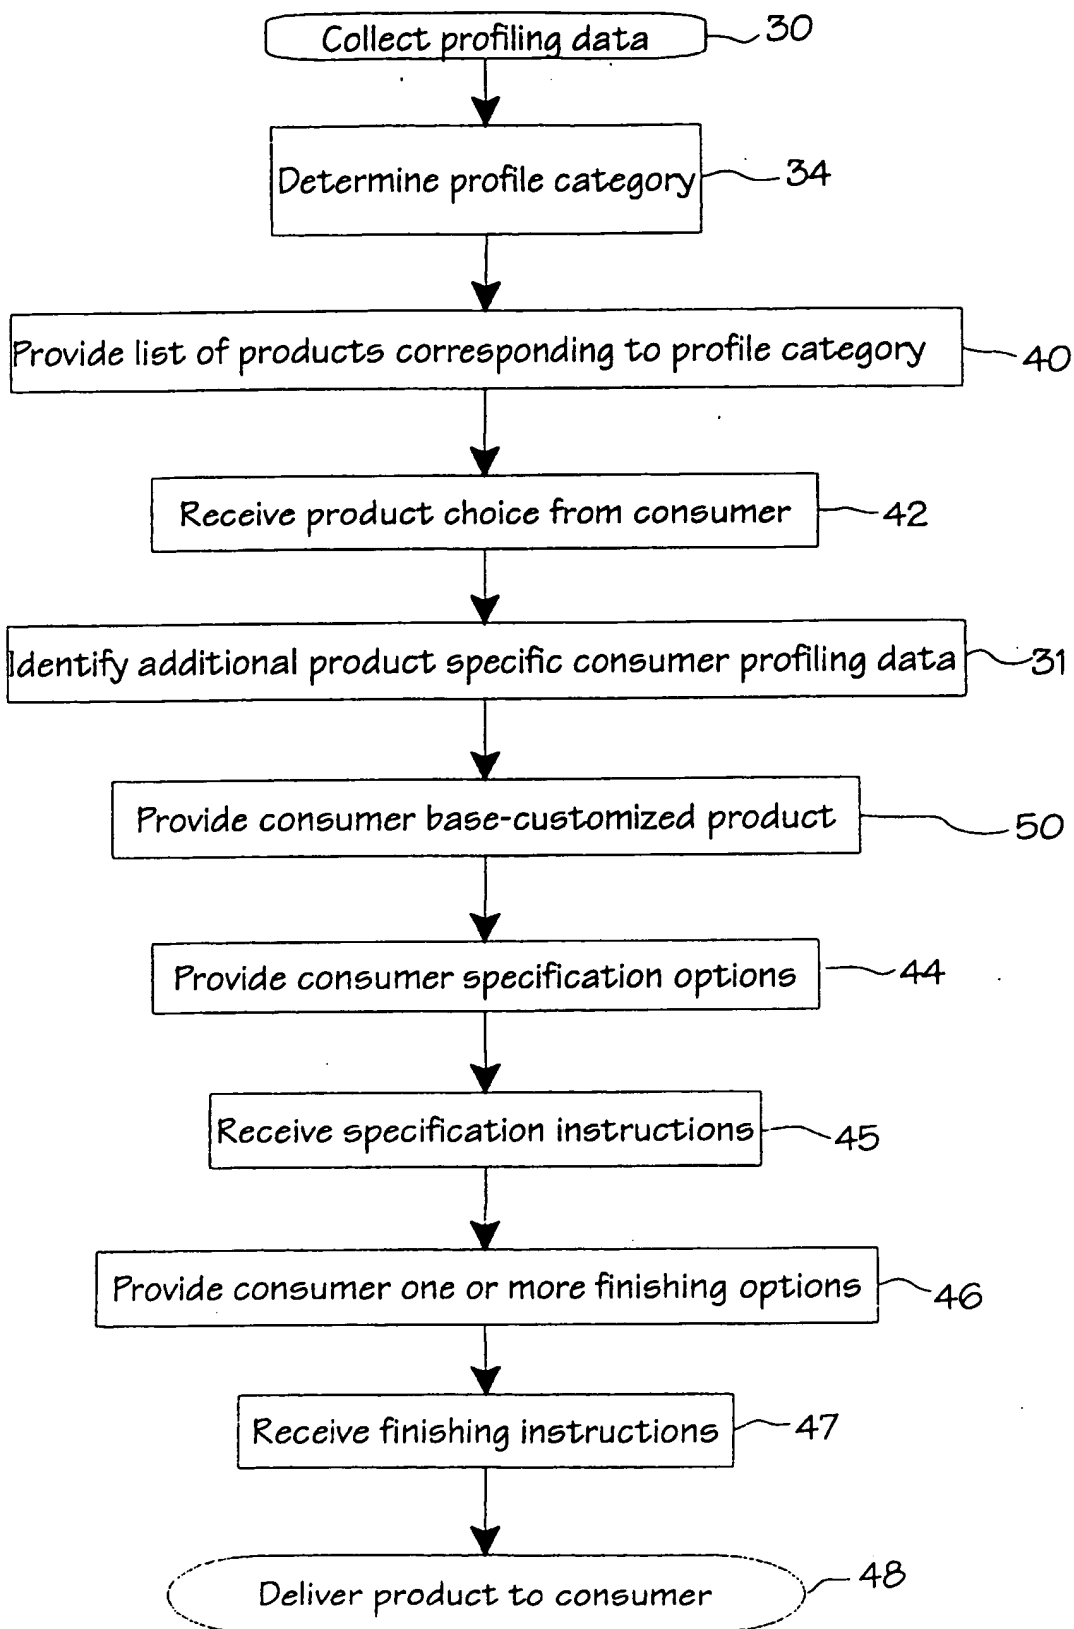 Collect profiling data 30
Determine profile category 34
Provide list of products corresponding to profile category 40
Receive product choice from consumer 42
Identify additional product specific consumer profiling data 31
Provide consumer base-customized product 50
Provide consumer specification options 44
Receive specification instructions 45
Provide consumer one or more finishing options 46
Receive finishing instructions 47
Deliver product to consumer 48